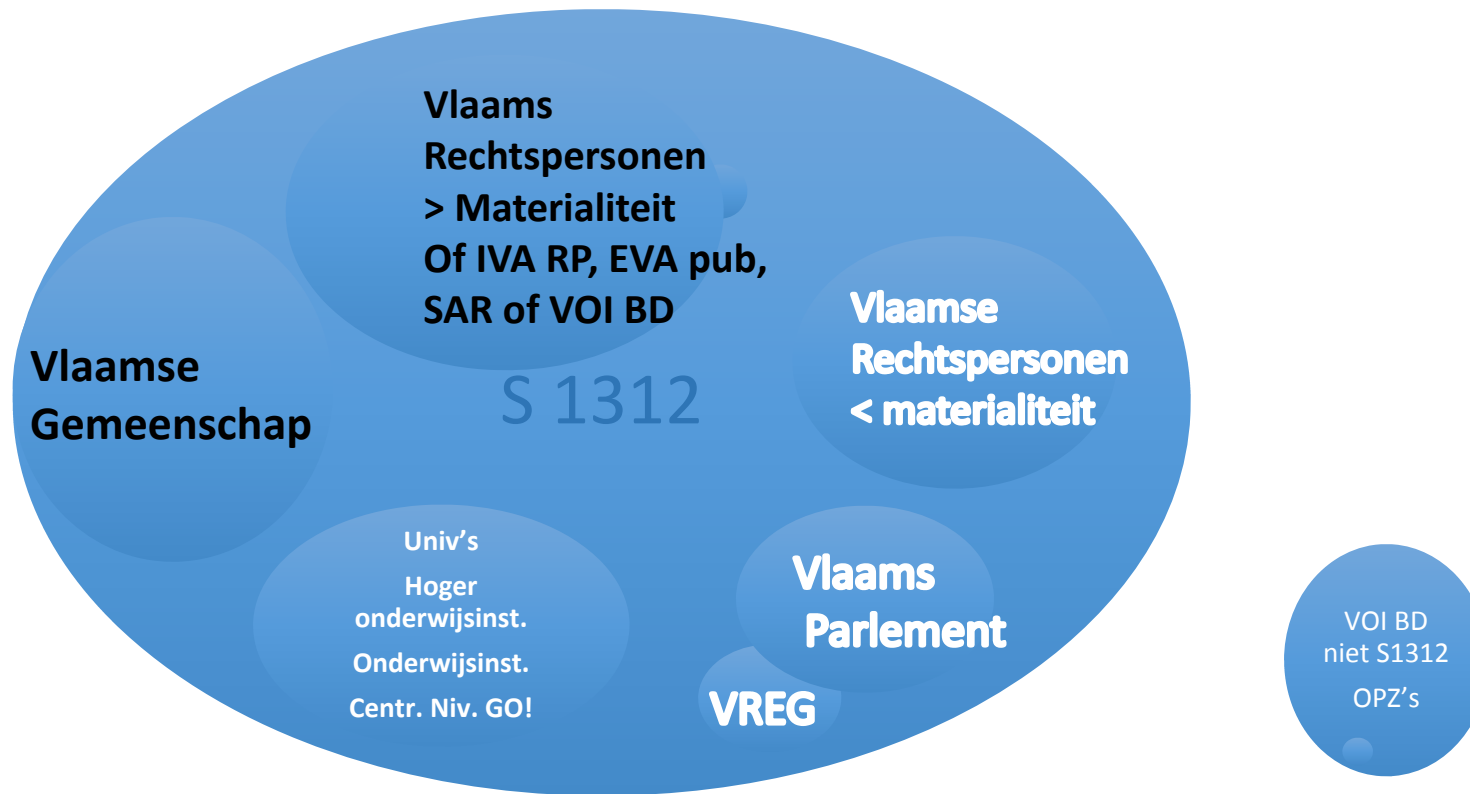 Vlaams
Rechtspersonen
> Materialiteit
Of IVA RP, EVA pub,
SAR of VOI BD
Vlaamse
Rechtspersonen
< materialiteit
Vlaamse
Gemeenschap
S 1312
Univ's
Hoger
onderwijsinst.
Onderwijsinst.
Centr. Niv. GO!
Vlaams
Parlement
VREG
VOI BD
niet S1312
OPZ's